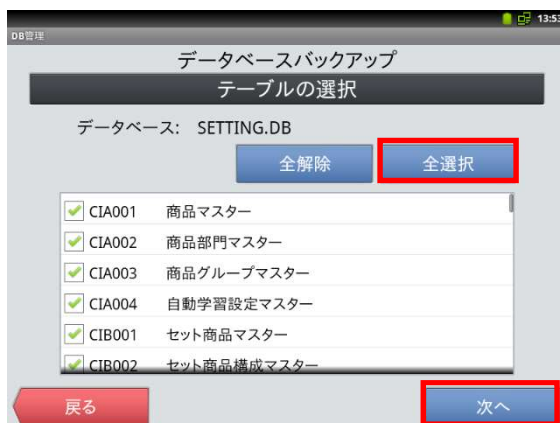 13:53
DB管理
データベースバックアップ
テーブルの選択
データベース: SETTING.DB
全解除 全選択
CIA001 商品マスター
CIA002 商品部門マスター
CIA003 商品グループマスター
CIA004 自動学習設定マスター
CIB001 セット商品マスター
CIB002 セット商品構成マスター
戻る 次へ